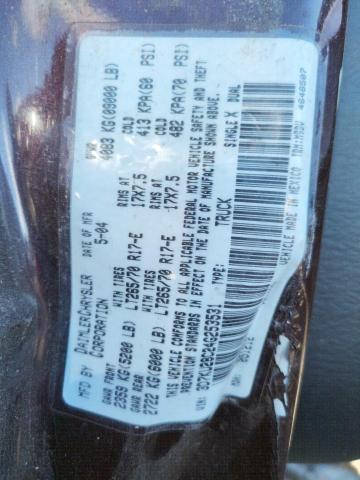 DAIMLERCHRYSLER CORPORATION
DATE OF MFR 5-04
GVWR 4083 KG(09000 LB)
GAWR FRONT 2359 KG(5200 LB)
WITH TIRES LT265/70 R17-E
RIMS AT 17X7.5
COLD 413 KPA(60 PSI)
GAWR REAR 2722 KG(6000 LB)
WITH TIRES LT265/70 R17-E
RIMS AT 17X7.5
COLD 482 KPA(70 PSI)
THIS VEHICLE CONFORMS TO ALL APPLICABLE FEDERAL MOTOR VEHICLE SAFETY AND THEFT
PREVENTION STANDARDS IN EFFECT ON THE DATE OF MANUFACTURE SHOWN ABOVE.
TYPE: TRUCK
SINGLE X DUAL
VEHICLE MADE IN MEXICO
4648507